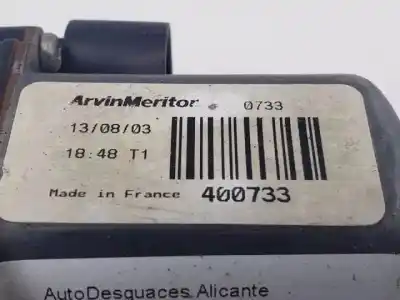 ArvinMeritor 0733
13/08/03
18:48 T1
Made in France 400733
AutoDesguaces Alicante